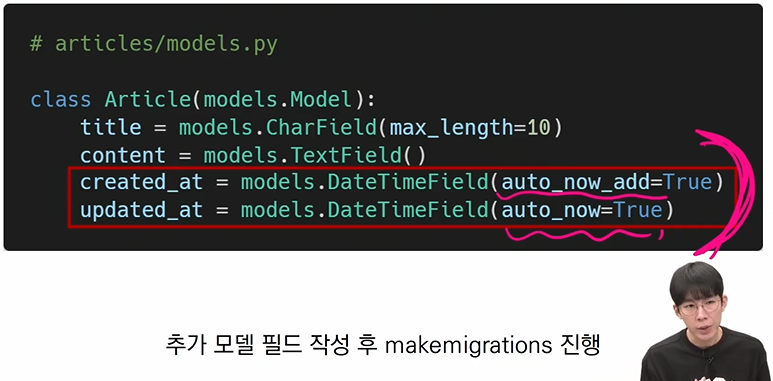 # articles/models.py
class Article(models.Model):
    title = models.CharField(max_length=10)
    content = models.TextField()
    created_at = models.DateTimeField(auto_now_add=True)
    updated_at = models.DateTimeField(auto_now=True)
추가 모델 필드 작성 후 makemigrations 진행